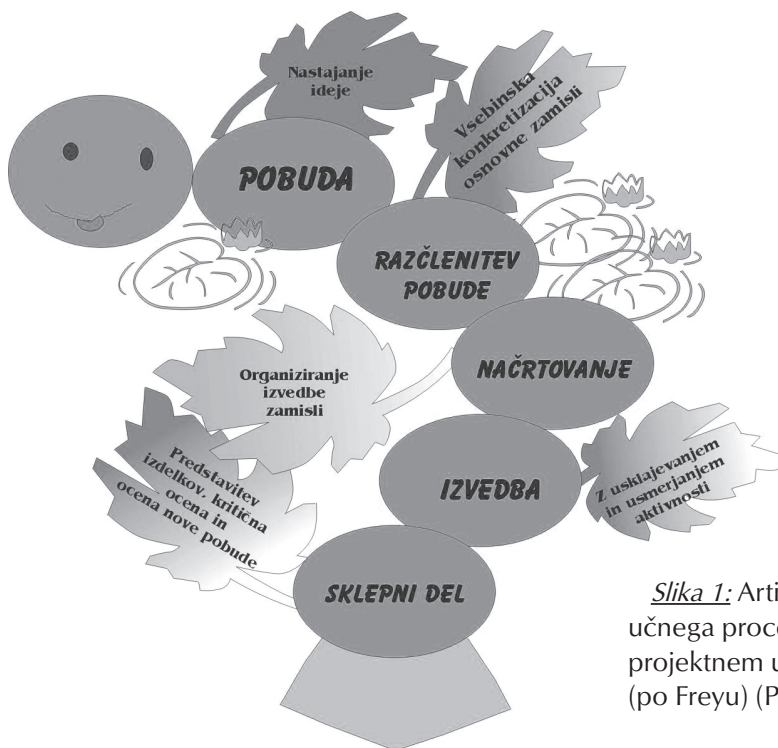 Nastajanje
ideje
Vsebinska
konkretizacija
osnovne zamisli
POBUDA
RAZČLENITEV
POBUDE
NAČRTOVANJE
Organiziranje
izvedbe
zamisli
Predstavitev
izdelkov, kritična
ocena in
ocena nove pobude
IZVEDBA
Z usklajevanjem
in usmerjanjem
aktivnosti
SKLEPNI DEL
Slika 1: Arti
učnega proc
projektnem u
(po Freyu) (P